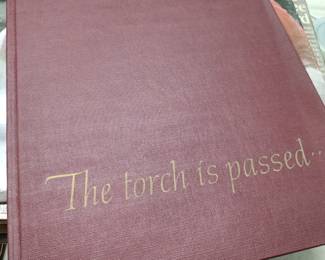 The torch is passed..